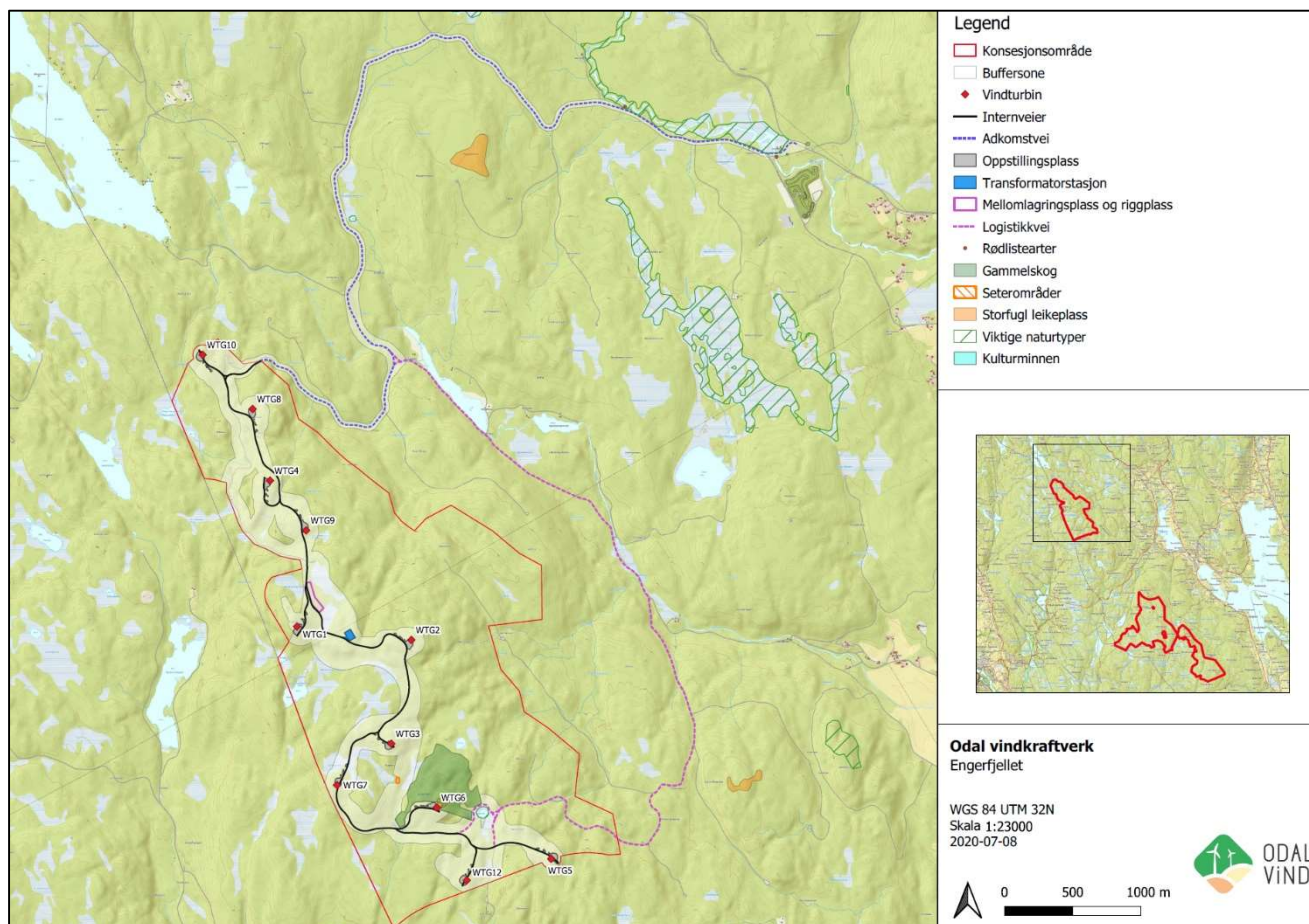 WTG10
WTG8
WTG4
WTG9
WTG1
WTG2
WTG3
WTG7
WTG6
WTG12
WTG5
Legend
Konsesjonsområde
Buffersone
Vindturbin
Internveier
Adkomstvei
Oppstillingsplass
Transformatorstasjon
Mellomlagringsplass og riggplass
Logistikkvei
Rødlistearter
Gammelskog
Seterområder
Storfugl leikeplass
Viktige naturtyper
Kulturminnen
Odal vindkraftverk
Engerfjellet
WGS 84 UTM 32N
Skala 1:23000
2020-07-08
0 500 1000 m
ODAL
VIND